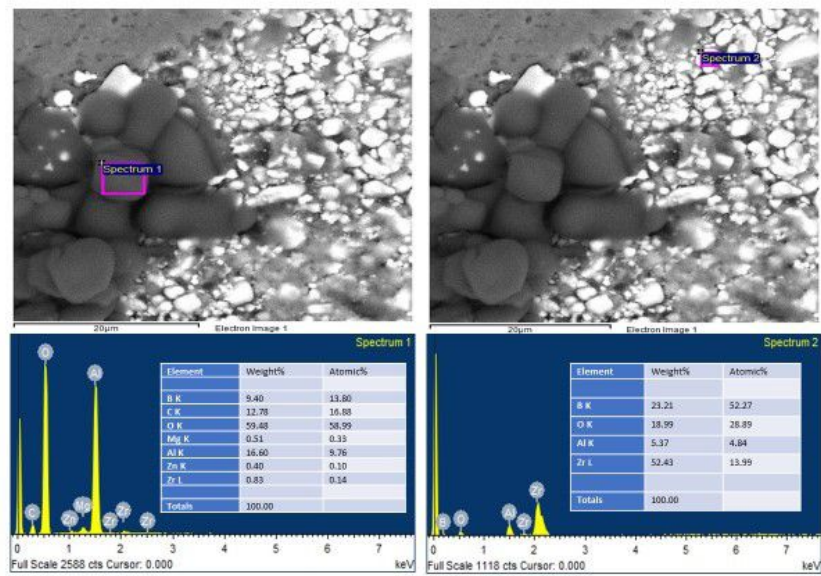 Spectrum 1
20µm
Electron Image 1
Spectrum 2
20µm
Electron Image 1
Spectrum 1
O
Al
C
Zn
Mg
Zr
Zr
Zr
Element Weight% Atomic%
B K 9.40 13.80
C K 12.78 16.88
O K 59.48 58.99
Mg K 0.51 0.33
Al K 16.60 9.76
Zn K 0.40 0.10
Zr L 0.83 0.14
Totals 100.00
0 1 2 3 4 5 6 7
Full Scale 2588 cts Cursor: 0.000 keV
Spectrum 2
B
O
Al
Zr
Zr
Element Weight% Atomic%
B K 23.21 52.27
O K 18.99 28.89
Al K 5.37 4.84
Zr L 52.43 13.99
Totals 100.00
0 1 2 3 4 5 6 7
Full Scale 1118 cts Cursor: 0.000 keV